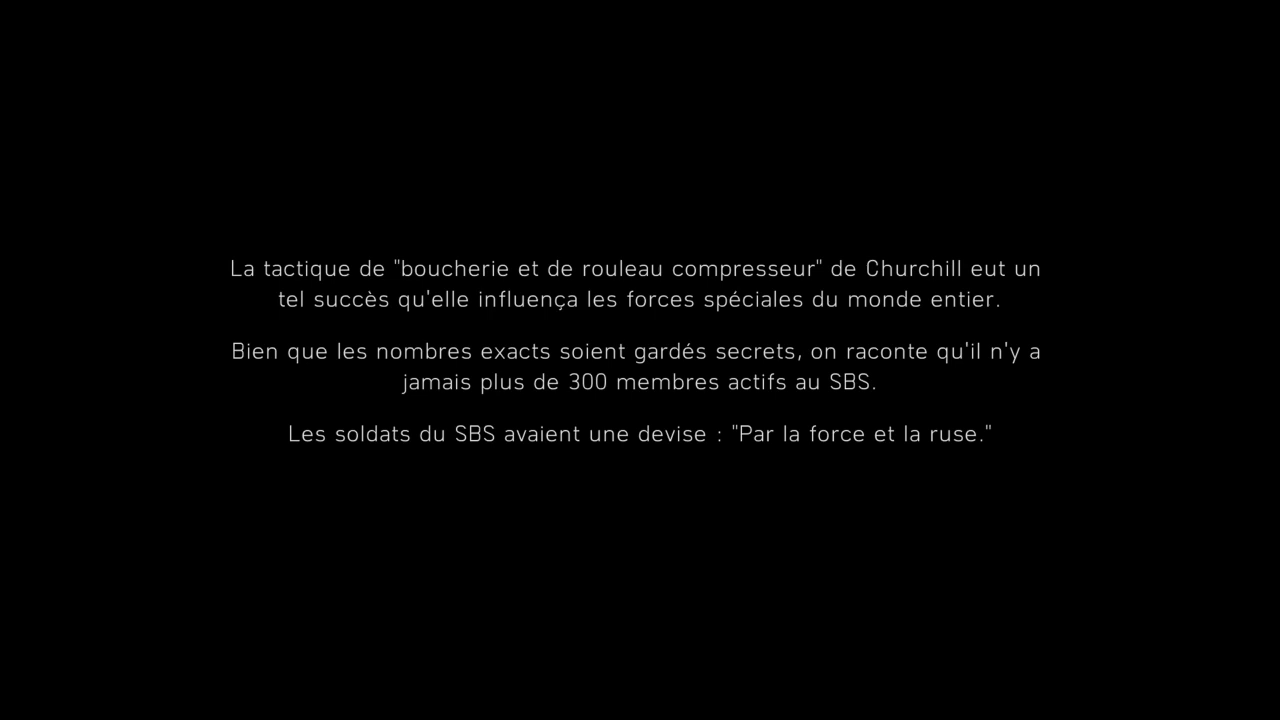 La tactique de "boucherie et de rouleau compresseur" de Churchill eut un
tel succès qu'elle influença les forces spéciales du monde entier.
Bien que les nombres exacts soient gardés secrets, on raconte qu'il n'y a
jamais plus de 300 membres actifs au SBS.
Les soldats du SBS avaient une devise : "Par la force et la ruse."